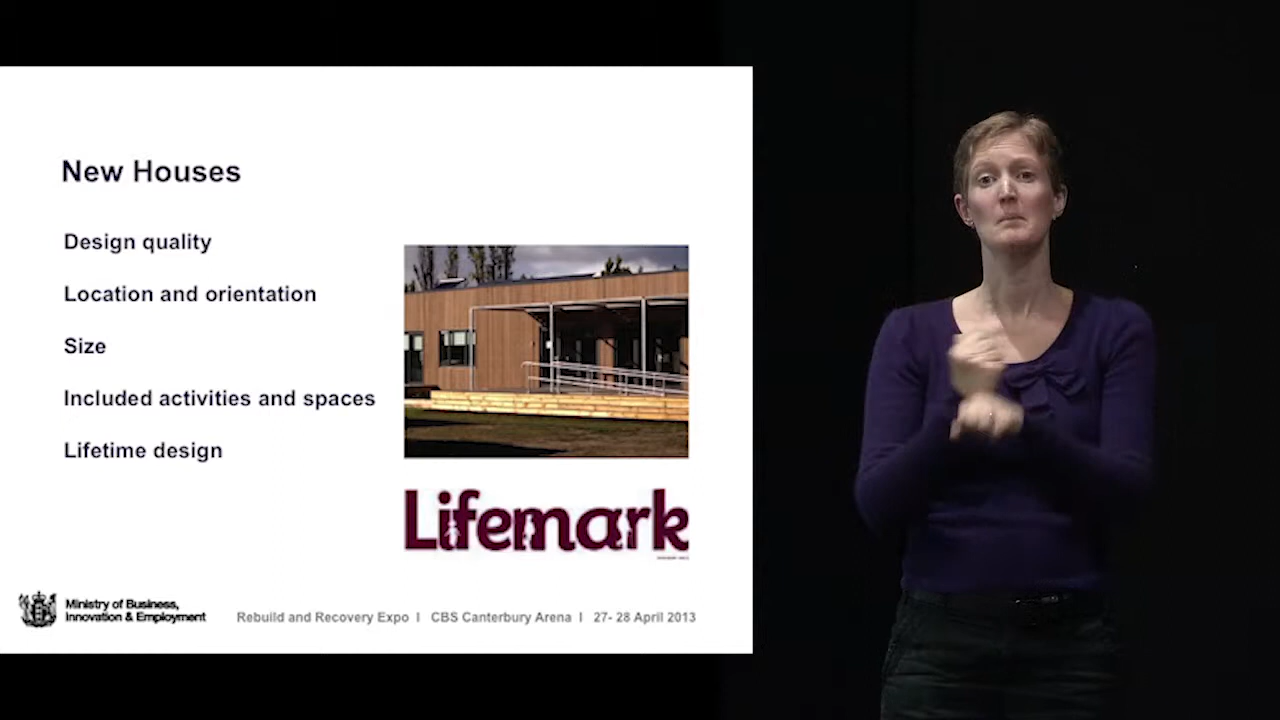 New Houses
Design quality
Location and orientation
Size
Included activities and spaces
Lifetime design
Lifemark
Ministry of Business,
Innovation & Employment
Rebuild and Recovery Expo I CBS Canterbury Arena I 27- 28 April 2013